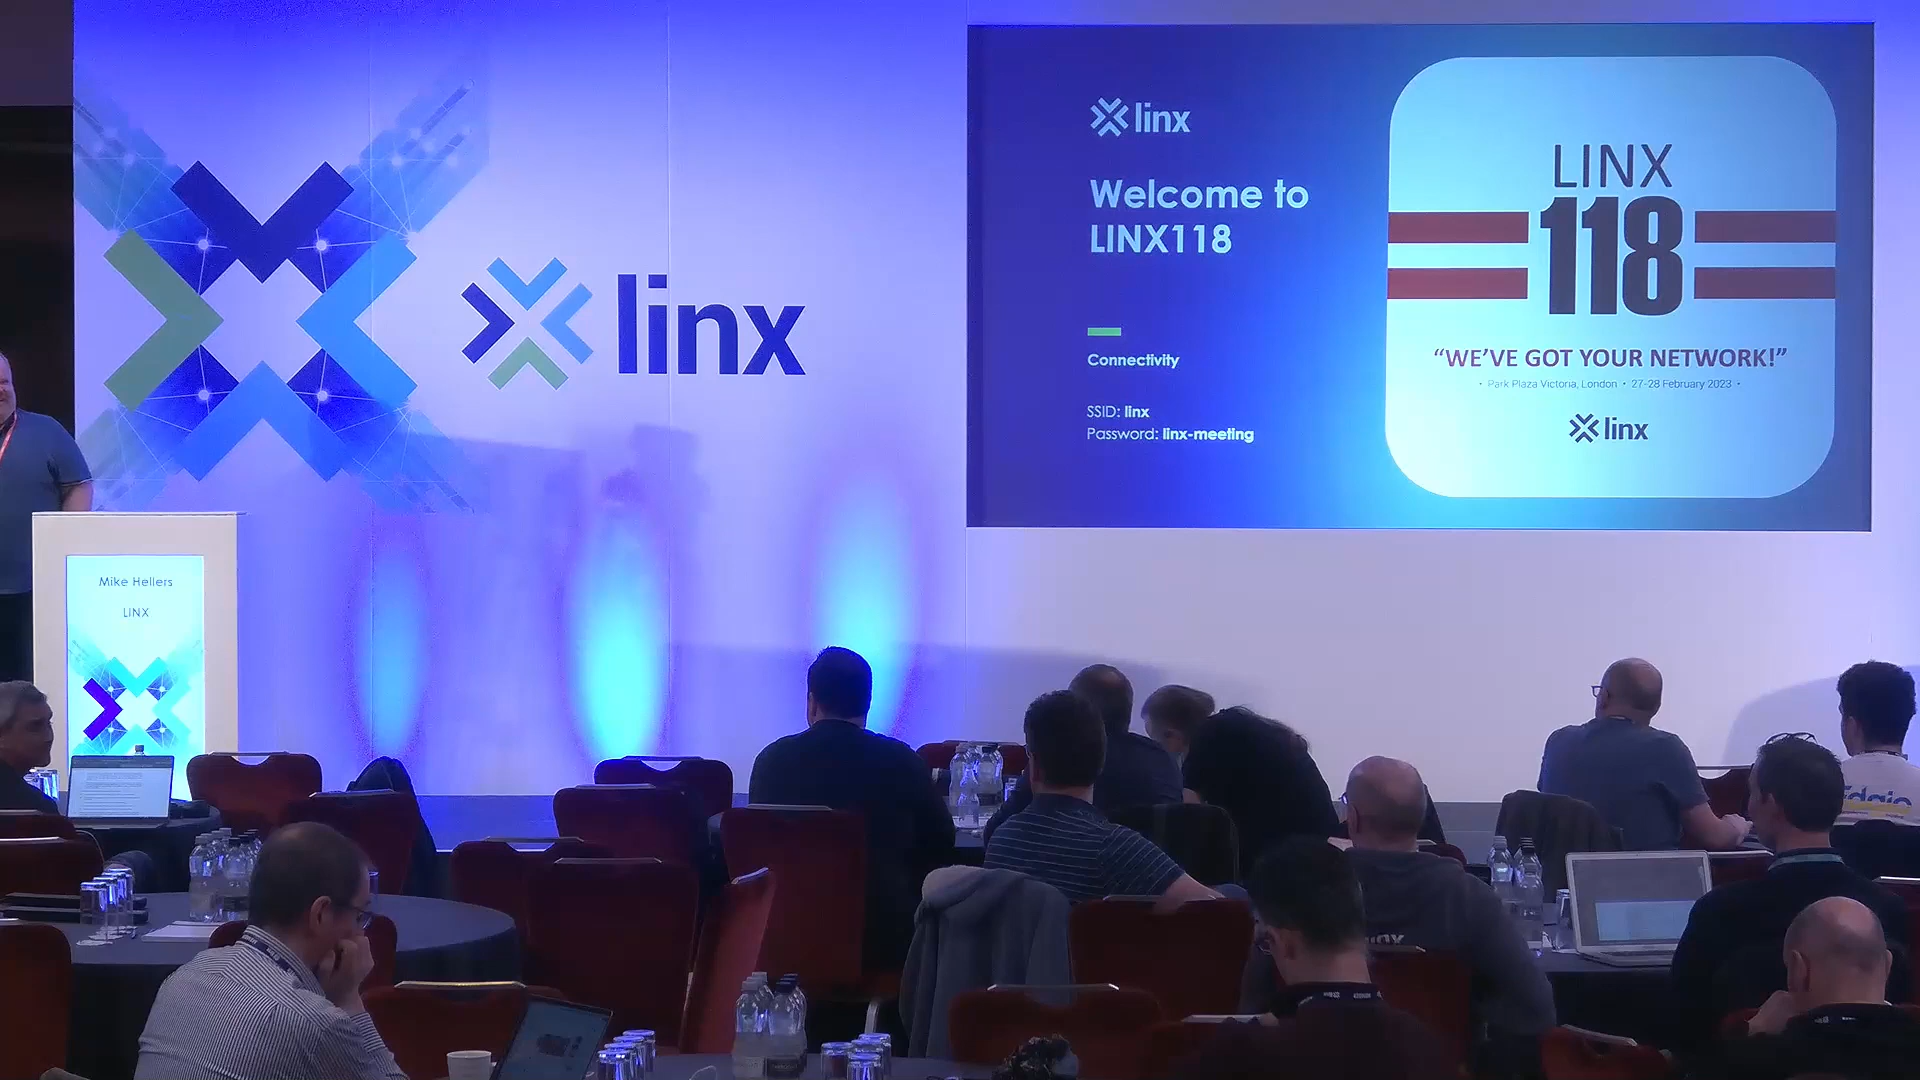 linx
linx
Welcome to
LINX118
Connectivity
SSID: linx
Password: linx-meeting
LINX
118
“WE’VE GOT YOUR NETWORK!”
• Park Plaza Victoria, London • 27-28 February 2023 •
linx
Mike Hellers
LINX